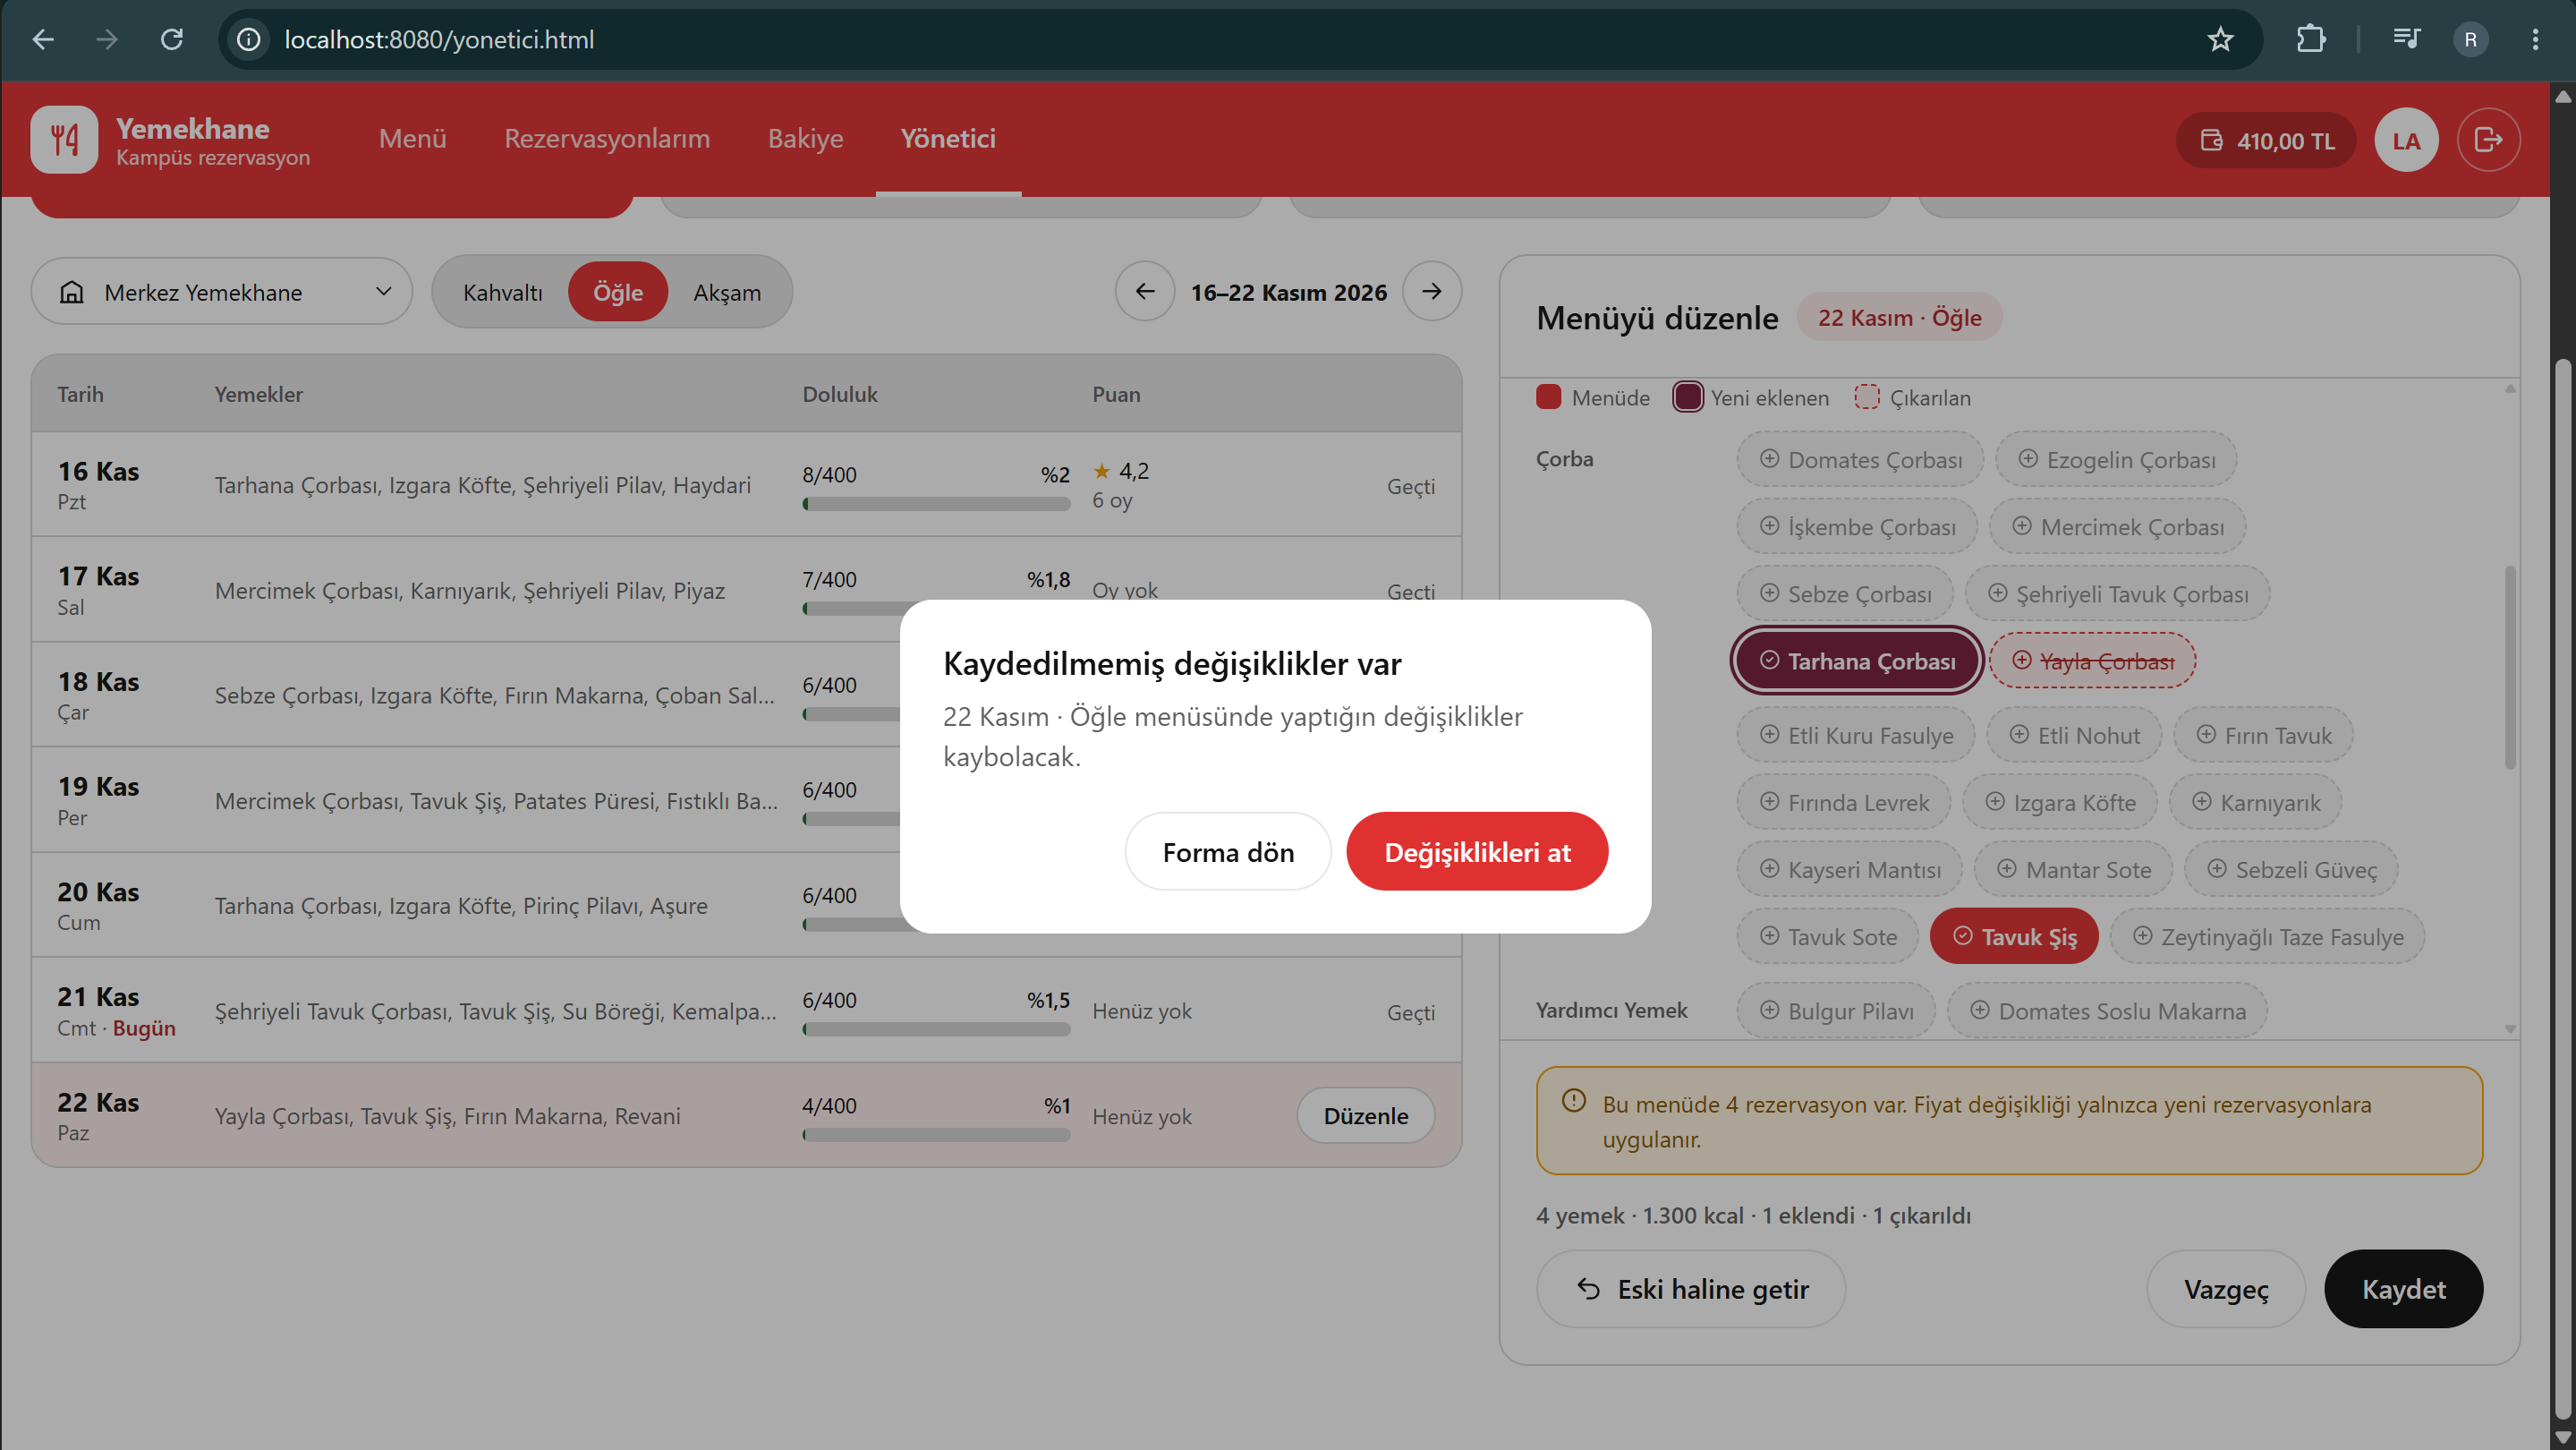 localhost:8080/yonetici.html
R
Yemekhane
Kampüs rezervasyon
Menü
Rezervasyonlarım
Bakiye
Yönetici
410,00 TL
LA
Merkez Yemekhane
Kahvaltı
Öğle
Akşam
16–22 Kasım 2026
Tarih
Yemekler
Doluluk
Puan
16 Kas
Pzt
Tarhana Çorbası, Izgara Köfte, Şehriyeli Pilav, Haydari
8/400
%2
4,2
6 oy
Geçti
17 Kas
Sal
Mercimek Çorbası, Karnıyarık, Şehriyeli Pilav, Piyaz
7/400
%1,8
Oy yok
Geçti
18 Kas
Çar
Sebze Çorbası, Izgara Köfte, Fırın Makarna, Çoban Sal...
6/400
19 Kas
Per
Mercimek Çorbası, Tavuk Şiş, Patates Püresi, Fıstıklı Ba...
6/400
20 Kas
Cum
Tarhana Çorbası, Izgara Köfte, Pirinç Pilavı, Aşure
6/400
21 Kas
Cmt · Bugün
Şehriyeli Tavuk Çorbası, Tavuk Şiş, Su Böreği, Kemalpa...
6/400
%1,5
Henüz yok
Geçti
22 Kas
Paz
Yayla Çorbası, Tavuk Şiş, Fırın Makarna, Revani
4/400
%1
Henüz yok
Düzenle
Kaydedilmemiş değişiklikler var
22 Kasım · Öğle menüsünde yaptığın değişiklikler
kaybolacak.
Forma dön
Değişiklikleri at
Menüyü düzenle
22 Kasım · Öğle
Menüde
Yeni eklenen
Çıkarılan
Çorba
Domates Çorbası
Ezogelin Çorbası
İşkembe Çorbası
Mercimek Çorbası
Sebze Çorbası
Şehriyeli Tavuk Çorbası
Tarhana Çorbası
Yayla Çorbası
Etli Kuru Fasulye
Etli Nohut
Fırın Tavuk
Fırında Levrek
Izgara Köfte
Karnıyarık
Kayseri Mantısı
Mantar Sote
Sebzeli Güveç
Tavuk Sote
Tavuk Şiş
Zeytinyağlı Taze Fasulye
Yardımcı Yemek
Bulgur Pilavı
Domates Soslu Makarna
Bu menüde 4 rezervasyon var. Fiyat değişikliği yalnızca yeni rezervasyonlara
uygulanır.
4 yemek · 1.300 kcal · 1 eklendi · 1 çıkarıldı
Eski haline getir
Vazgeç
Kaydet